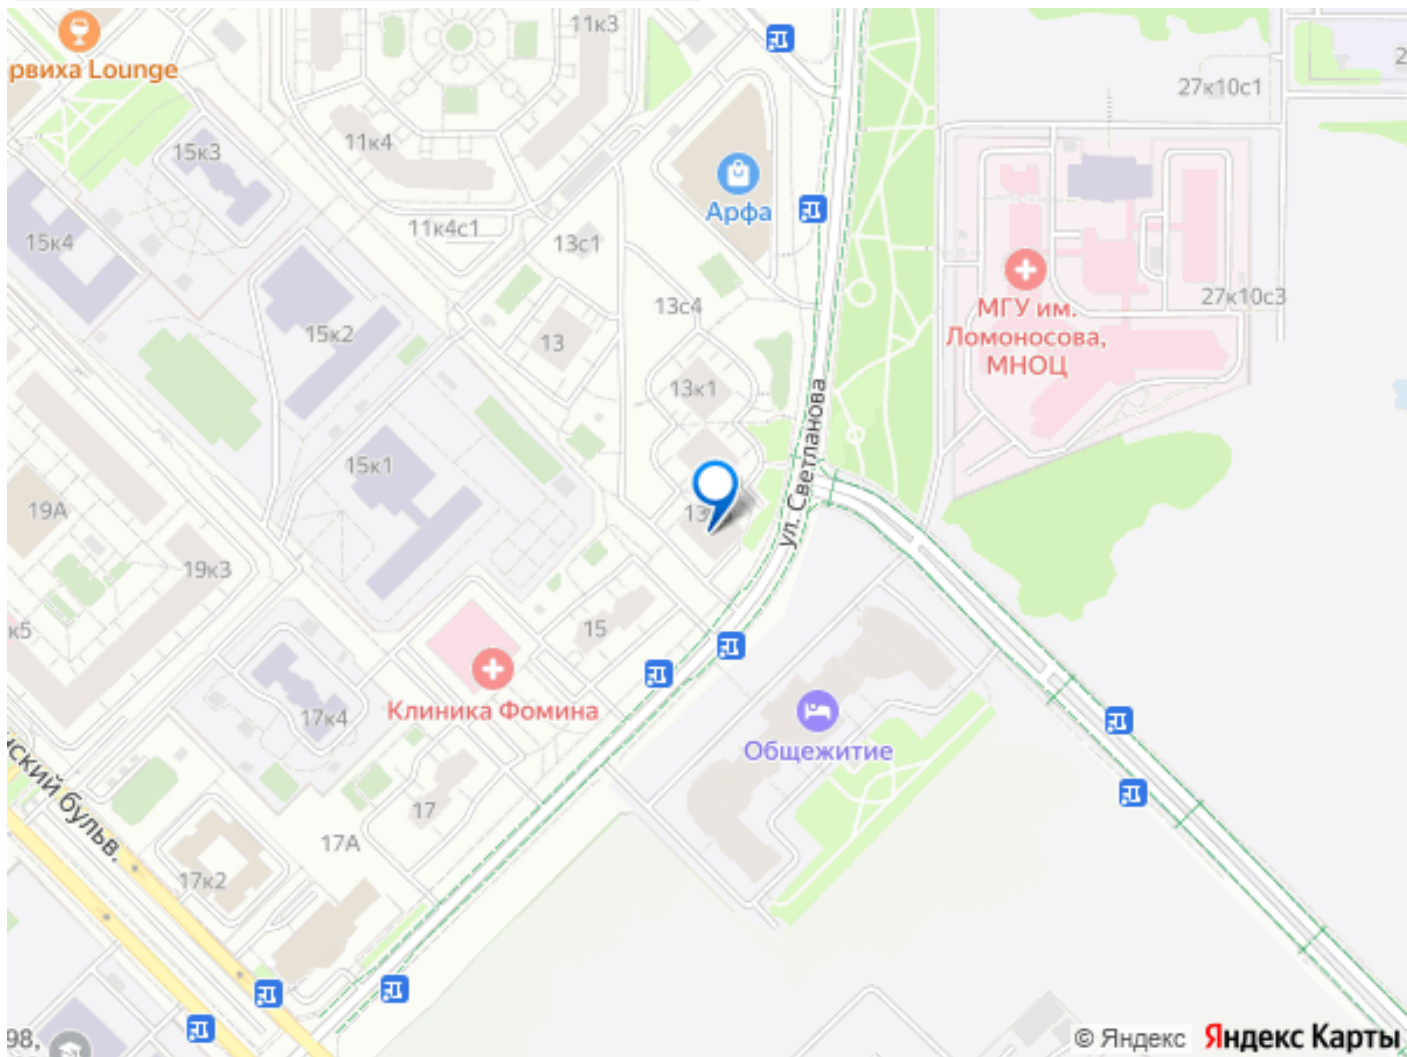 11к3
рвиха Lounge
27к10с1
11к4
15к3
Арфа
11к4с1
15к4
13с1
27к10с3
13с4
МГУ им.
Ломоносова,
МНОЦ
15к2
13
13к1
ул. Светланова
15к1
19А
19к3
к5
15
Клиника Фомина
17к4
Общежитие
ский бульв.
17
17А
17к2
98,
© Яндекс
Яндекс Карты